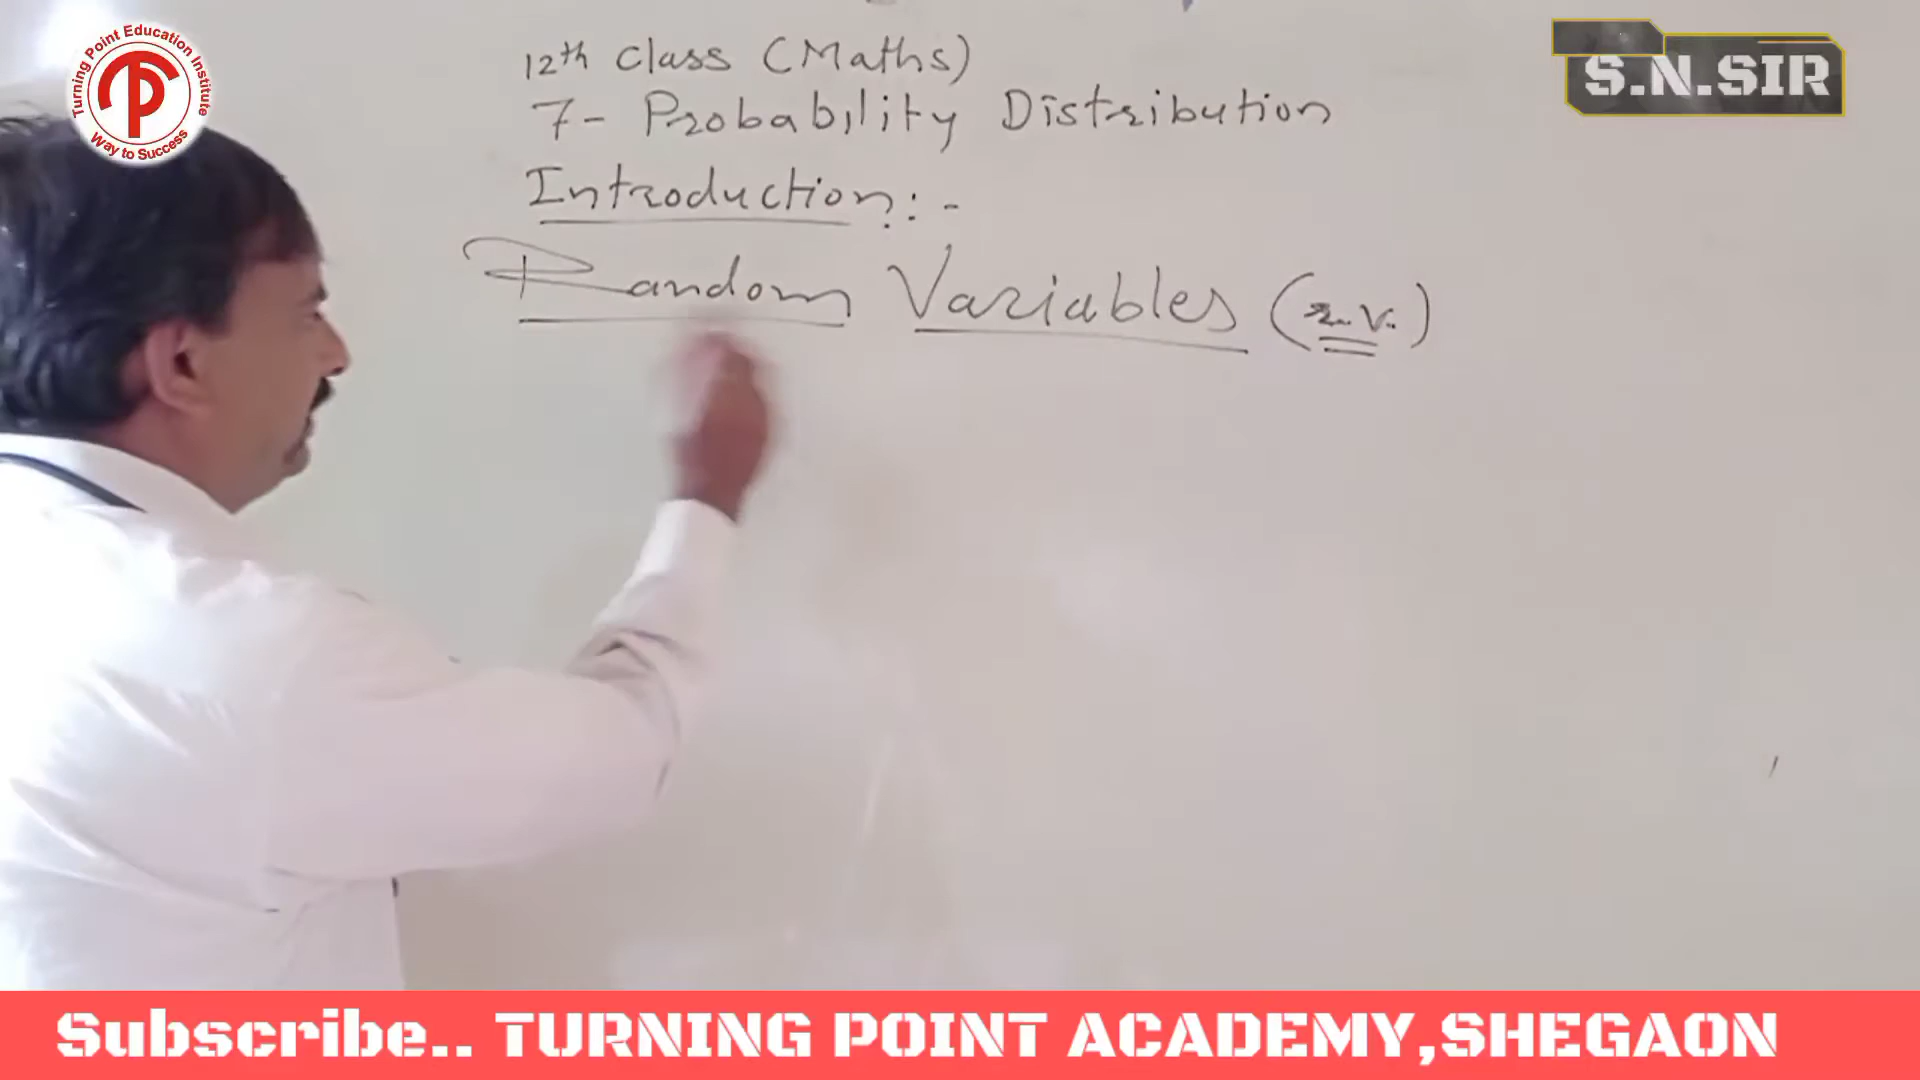 Turning Point Education Institute
Way to Success
S.N.SIR
12th Class (Maths)
7- Probability Distribution
Introduction:-
Random Variables (r.v.)
Subscribe.. TURNING POINT ACADEMY,SHEGAON